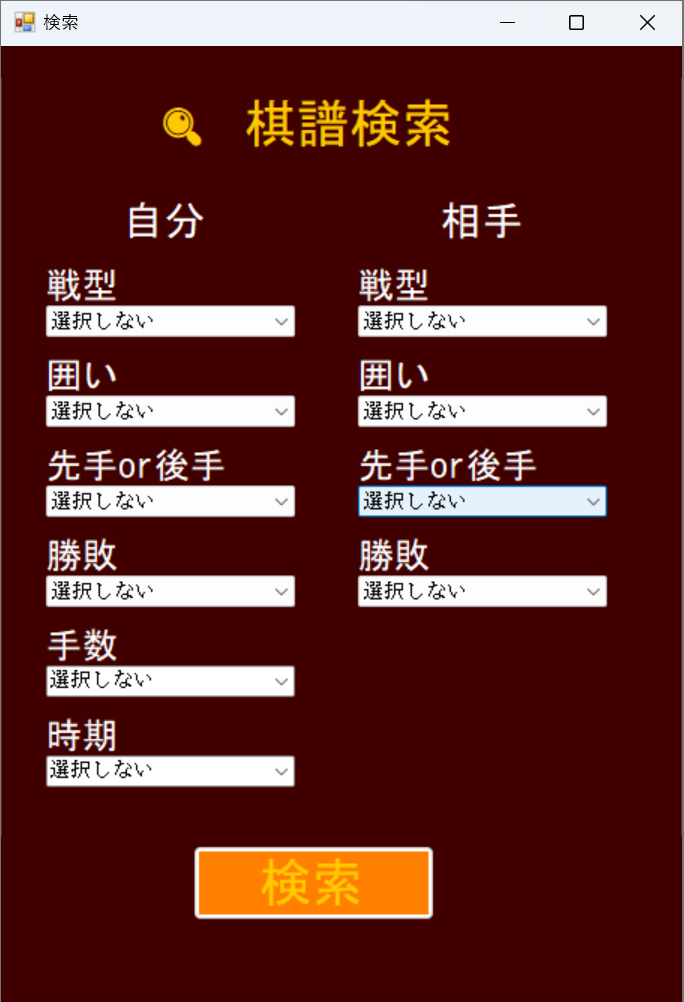 検索
棋譜検索
自分 相手
戦型 戦型
選択しない 選択しない
囲い 囲い
選択しない 選択しない
先手or後手 先手or後手
選択しない 選択しない
勝敗 勝敗
選択しない 選択しない
手数
選択しない
時期
選択しない
検索